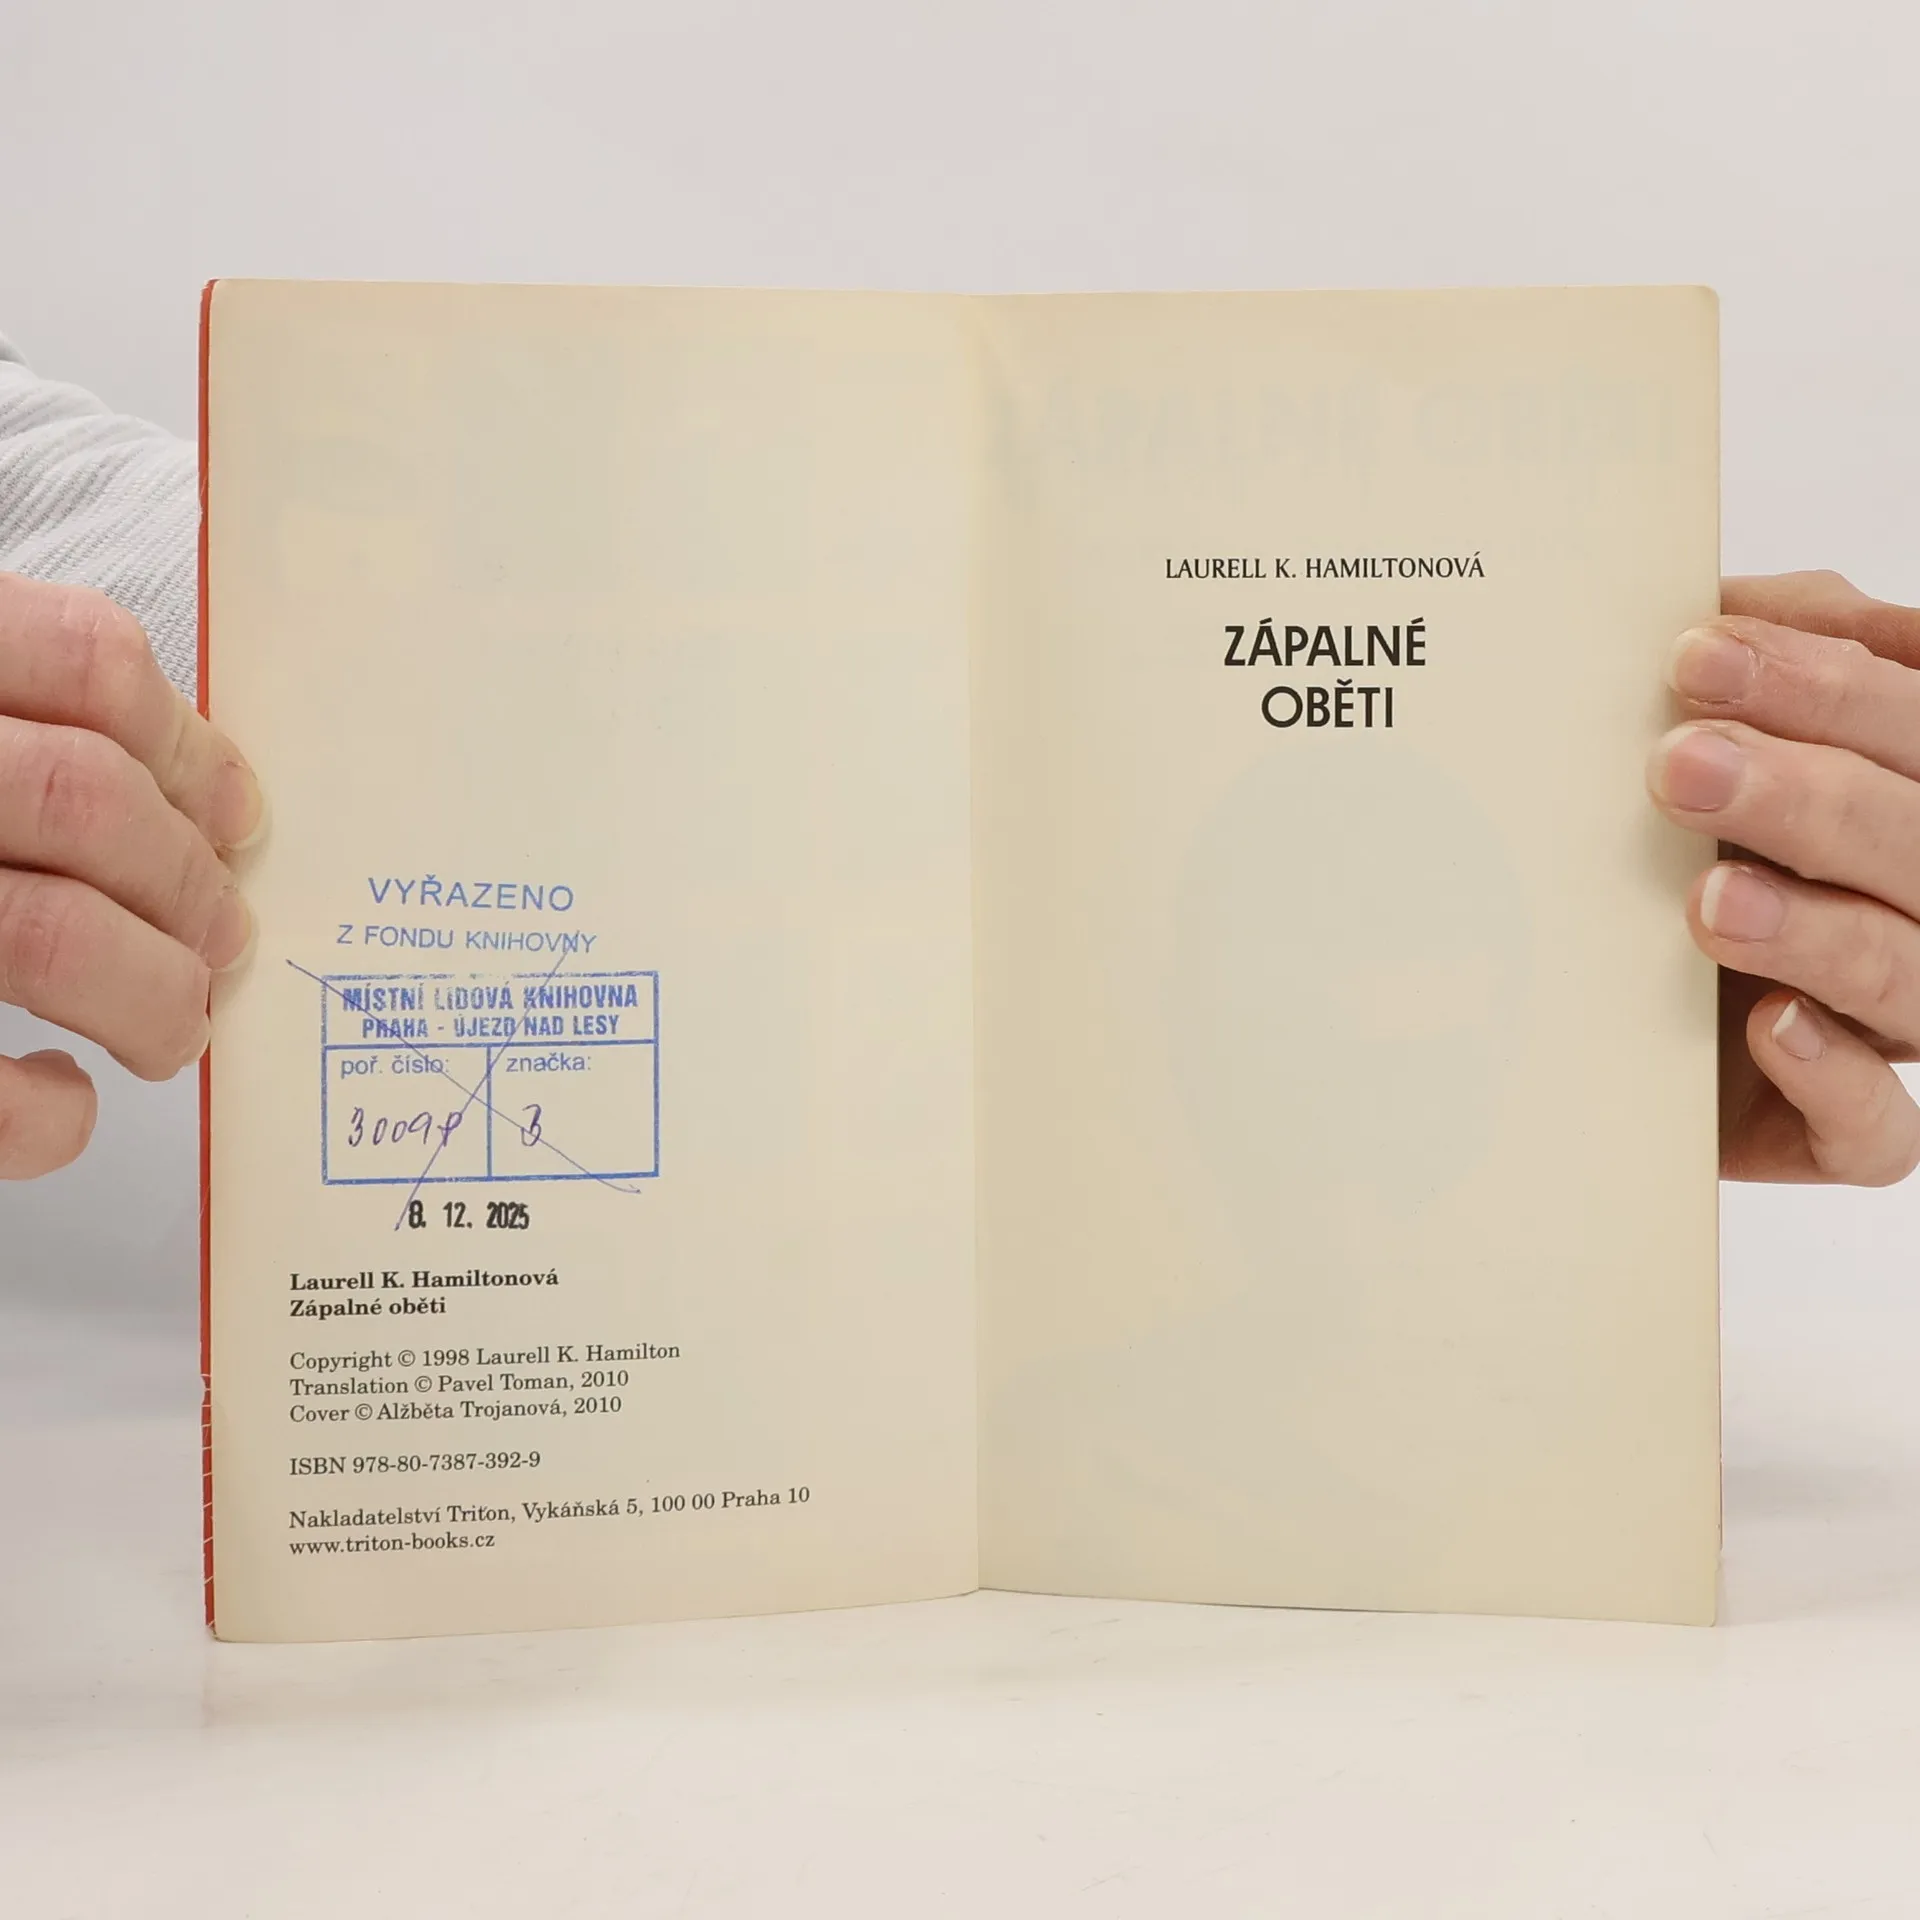 VYŘAZENO
Z FONDU KNIHOVNY
MÍSTNÍ LIDOVÁ KNIHOVNA
PRAHA - ÚJEZD NAD LESY
poř. číslo: značka:
3
8. 12. 2025
Laurell K. Hamiltonová
Zápalné oběti
Copyright © 1998 Laurell K. Hamilton
Translation © Pavel Toman, 2010
Cover © Alžběta Trojanová, 2010
ISBN 978-80-7387-392-9
Nakladatelství Triton, Vykáňská 5, 100 00 Praha 10
www.triton-books.cz
LAURELL K. HAMILTONOVÁ
ZÁPALNÉ
OBĚTI